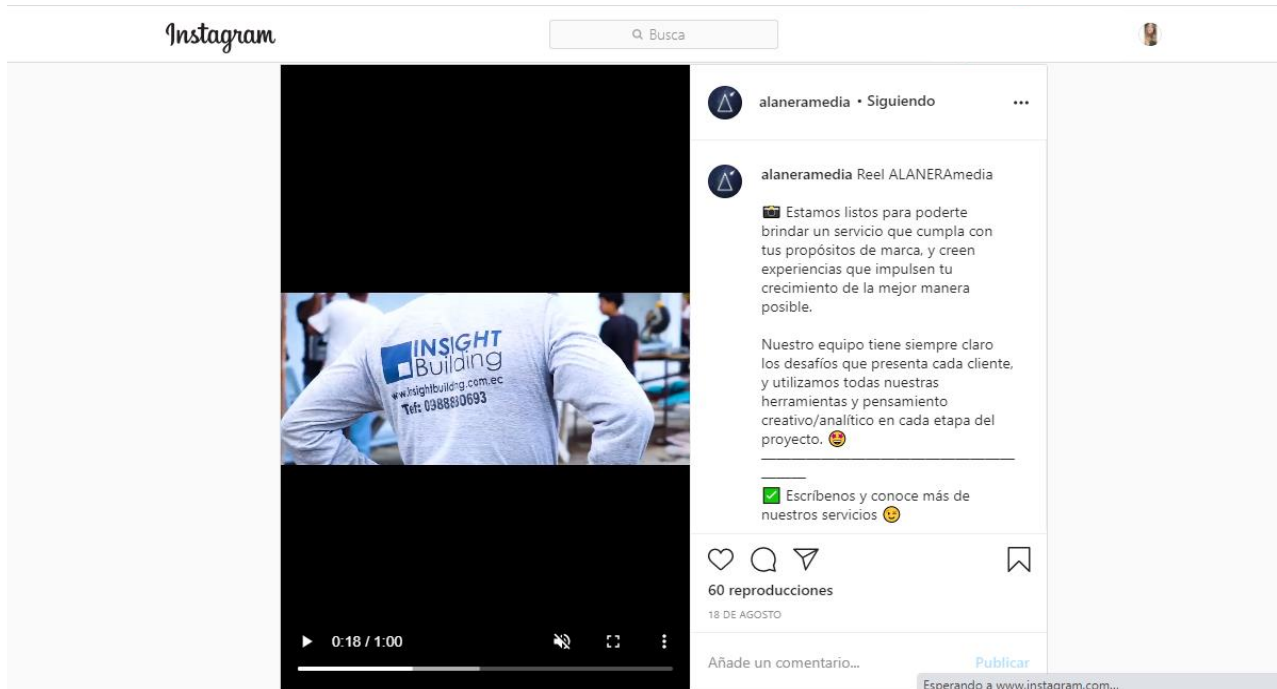 Instagram
Busca
INSIGHT
Building
www.insightbuilding.com.ec
Telf: 0988880693
0:18 / 1:00
alaneramedia • Siguiendo
alaneramedia Reel ALANERAmedia
📸 Estamos listos para poderte
brindar un servicio que cumpla con
tus propósitos de marca, y creen
experiencias que impulsen tu
crecimiento de la mejor manera
posible.
Nuestro equipo tiene siempre claro
los desafíos que presenta cada cliente,
y utilizamos todas nuestras
herramientas y pensamiento
creativo/analítico en cada etapa del
proyecto. 🤩
✅ Escríbenos y conoce más de
nuestros servicios 😉
60 reproducciones
18 DE AGOSTO
Añade un comentario... Publicar
Esperando a www.instagram.com...